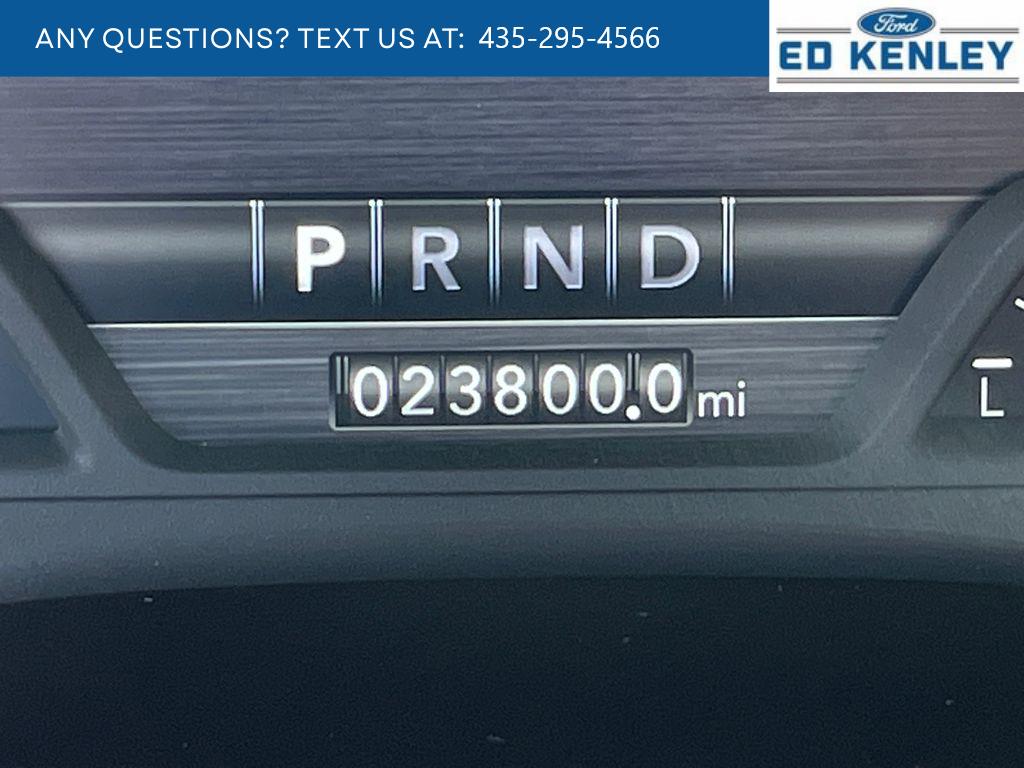 ANY QUESTIONS? TEXT US AT: 435-295-4566
Ford
ED KENLEY
P R N D
023800.0 mi
L